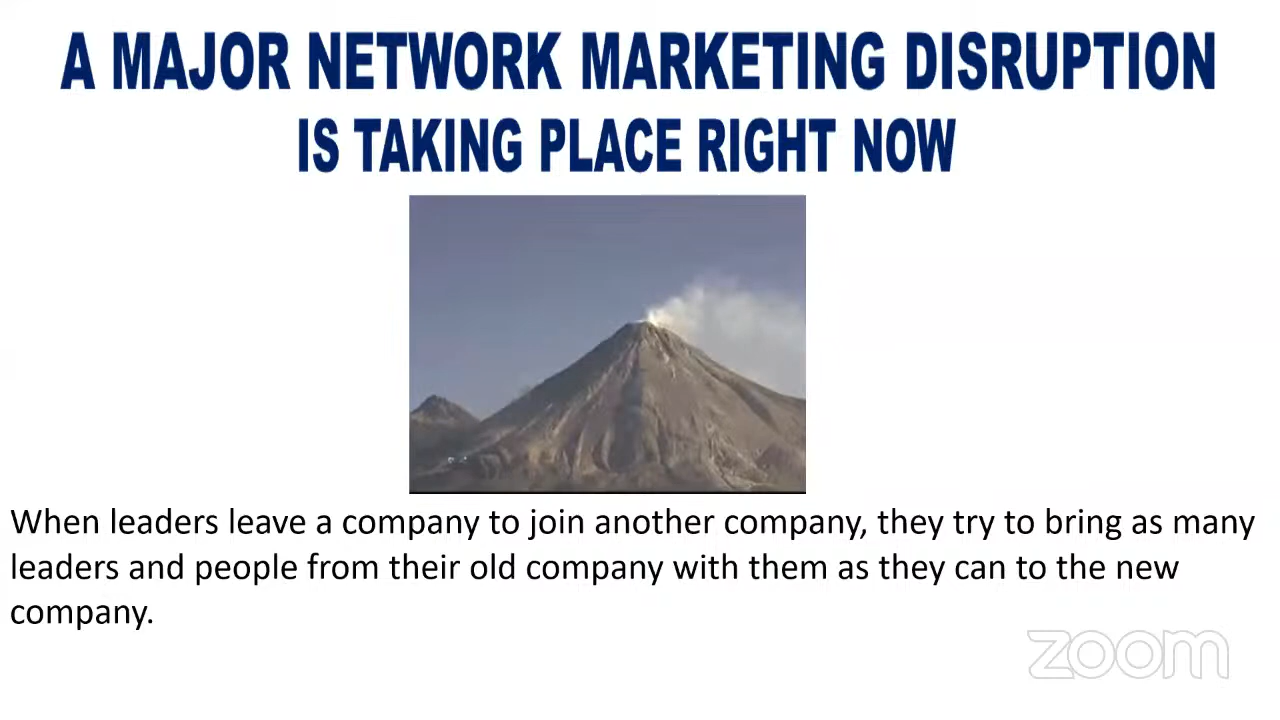 A MAJOR NETWORK MARKETING DISRUPTION
IS TAKING PLACE RIGHT NOW
When leaders leave a company to join another company, they try to bring as many
leaders and people from their old company with them as they can to the new
company.
zoom